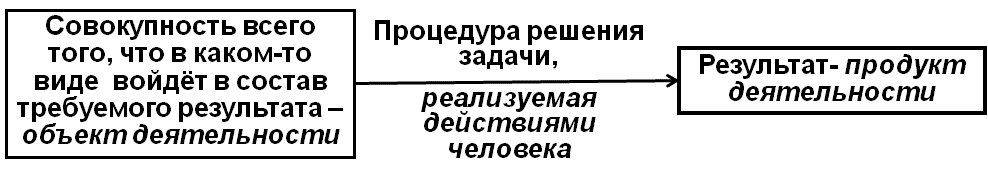 Совокупность всего
того, что в каком-то
виде войдёт в состав
требуемого результата –
объект деятельности
Процедура решения
задачи,
реализуемая
действиями
человека
Результат- продукт
деятельности